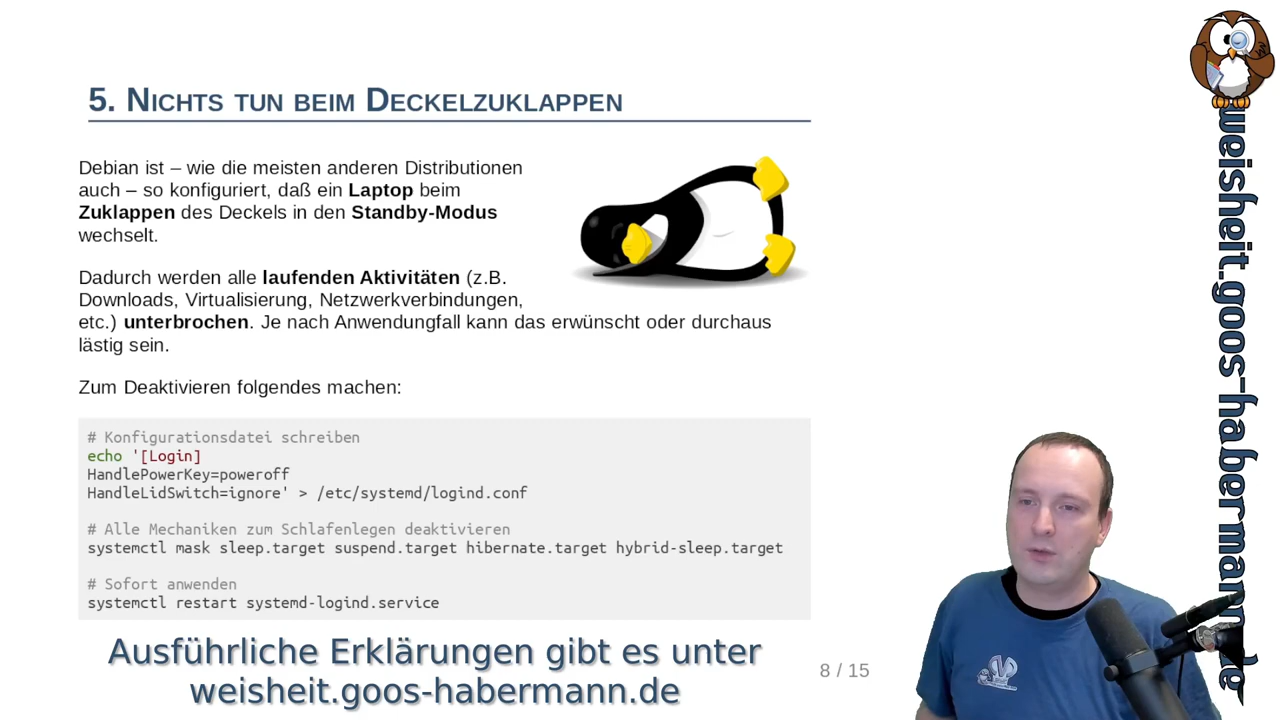 5. Nichts tun beim Deckelzuklappen
Debian ist – wie die meisten anderen Distributionen
auch – so konfiguriert, daß ein Laptop beim
Zuklappen des Deckels in den Standby-Modus
wechselt.
Dadurch werden alle laufenden Aktivitäten (z.B.
Downloads, Virtualisierung, Netzwerkverbindungen,
etc.) unterbrochen. Je nach Anwendungfall kann das erwünscht oder durchaus
lästig sein.
Zum Deaktivieren folgendes machen:
# Konfigurationsdatei schreiben
echo '[Login]
HandlePowerKey=poweroff
HandleLidSwitch=ignore' > /etc/systemd/logind.conf
# Alle Mechaniken zum Schlafenlegen deaktivieren
systemctl mask sleep.target suspend.target hibernate.target hybrid-sleep.target
# Sofort anwenden
systemctl restart systemd-logind.service
Ausführliche Erklärungen gibt es unter
weisheit.goos-habermann.de
8 / 15
weisheit.goos-habermann.de